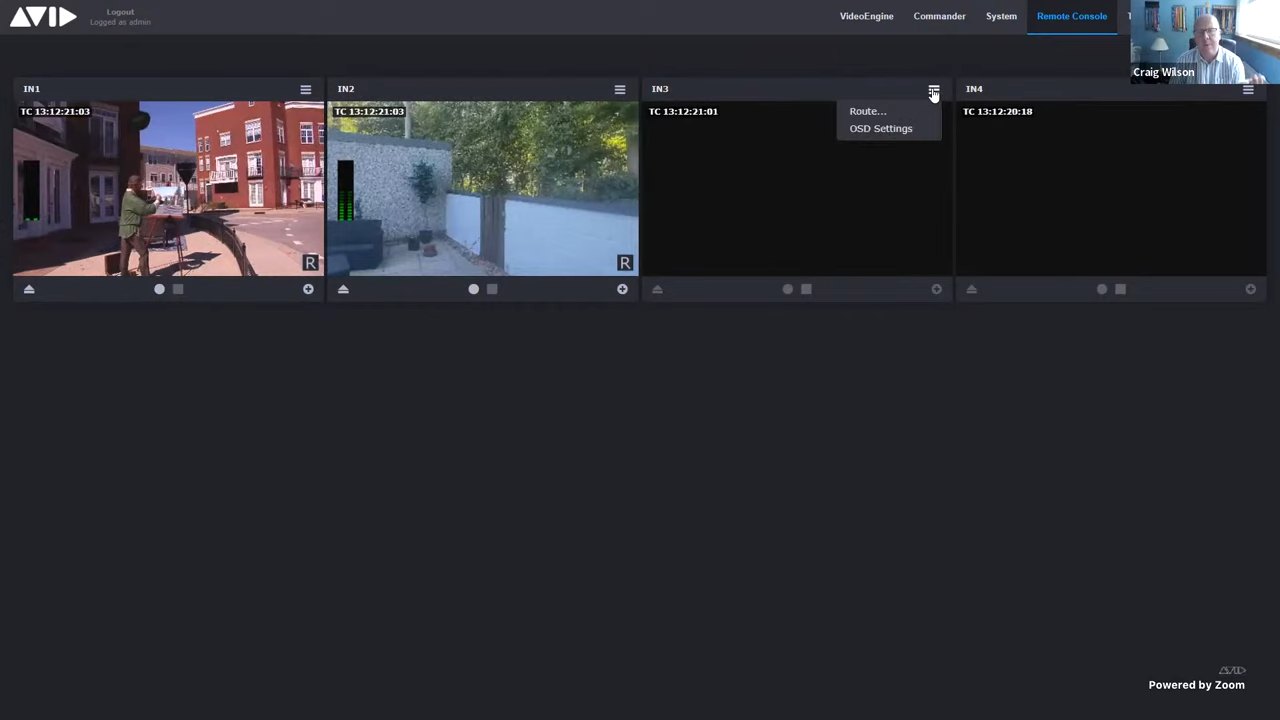 AVID
Logout
Logged as admin
VideoEngine
Commander
System
Remote Console
T
Craig Wilson
IN1
IN2
IN3
IN4
TC 13:12:21:03
TC 13:12:21:03
TC 13:12:21:01
TC 13:12:20:18
Route...
OSD Settings
R
R
AVID
Powered by Zoom